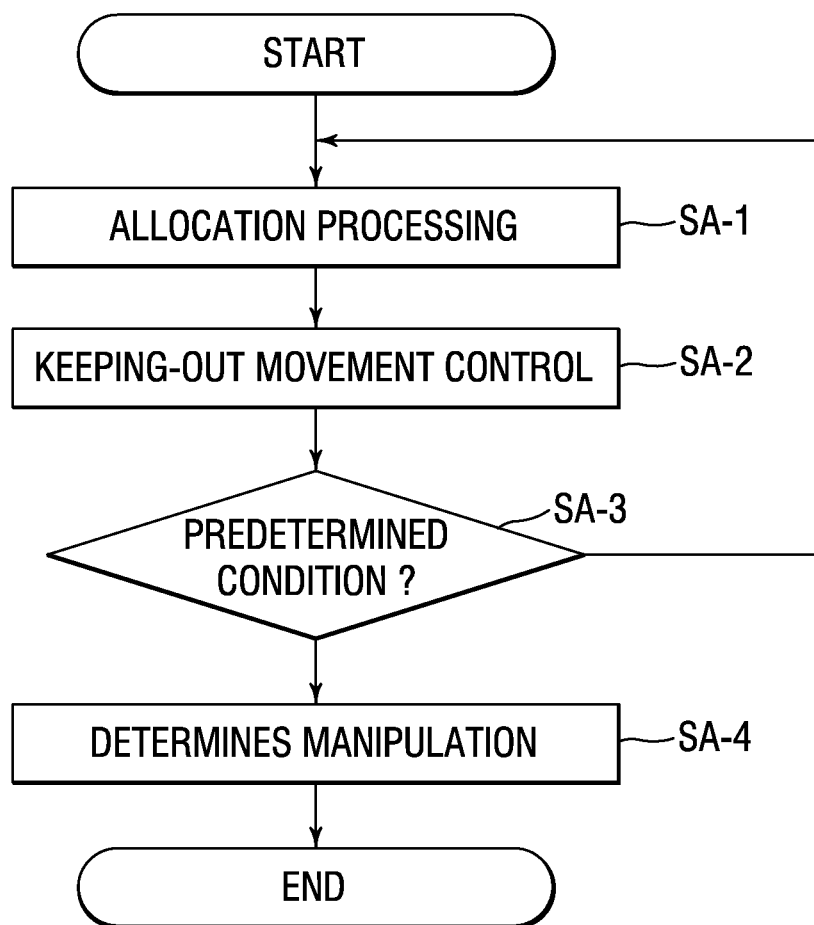 START
ALLOCATION PROCESSING
SA-1
KEEPING-OUT MOVEMENT CONTROL
SA-2
PREDETERMINED
CONDITION ?
SA-3
DETERMINES MANIPULATION
SA-4
END